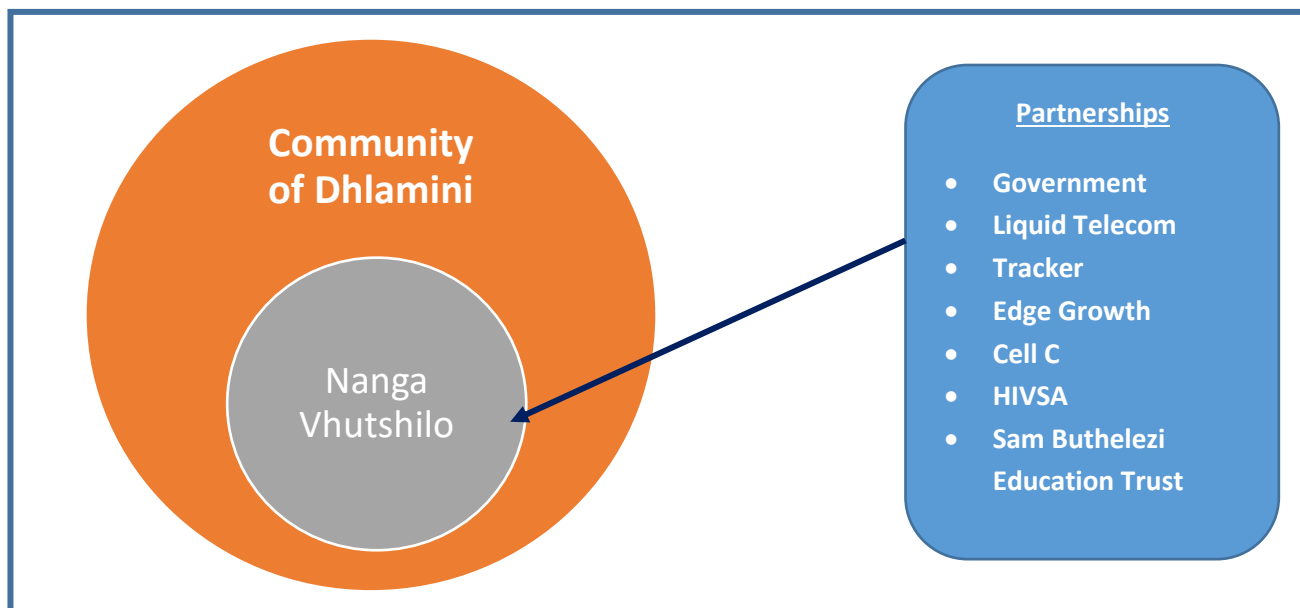 Community
of Dhlamini
Nanga
Vhutshilo
Partnerships
• Government
• Liquid Telecom
• Tracker
• Edge Growth
• Cell C
• HIVSA
• Sam Buthelezi
Education Trust